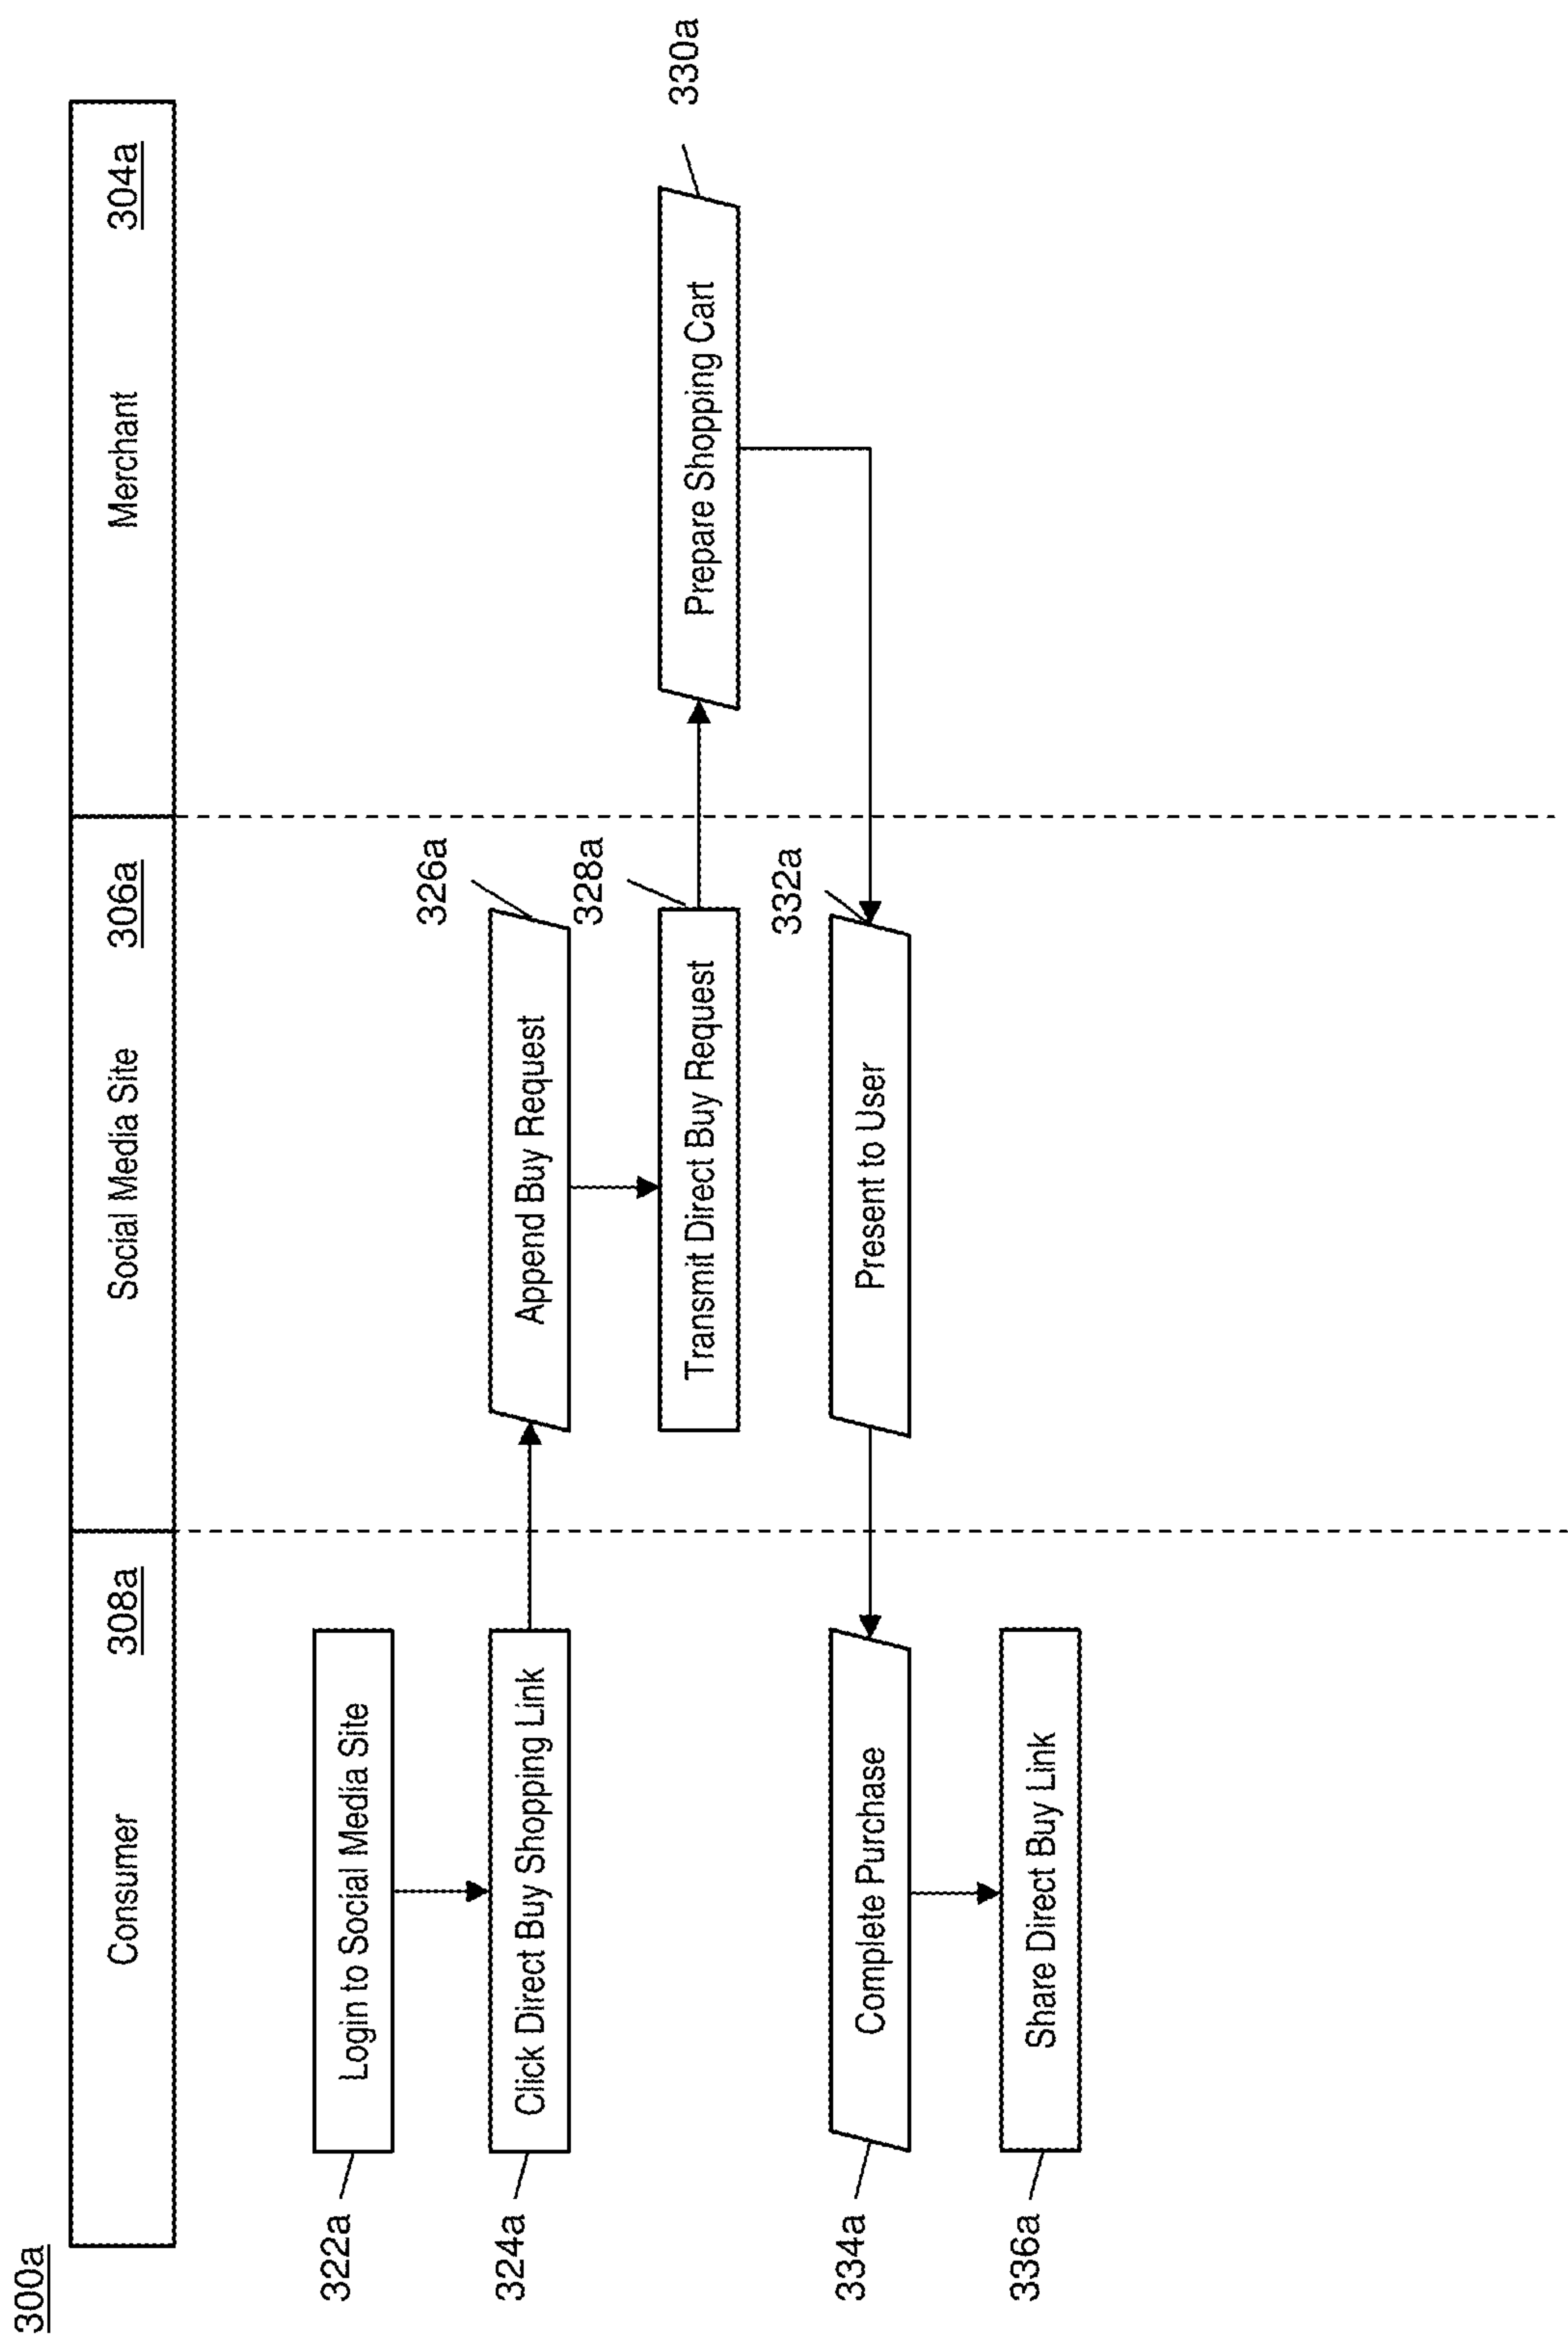 300a
Consumer
308a
Social Media Site
306a
Merchant
304a
322a
Login to Social Media Site
324a
Click Direct Buy Shopping Link
Append Buy Request
326a
Transmit Direct Buy Request
328a
Prepare Shopping Cart
330a
334a
Complete Purchase
Present to User
332a
336a
Share Direct Buy Link